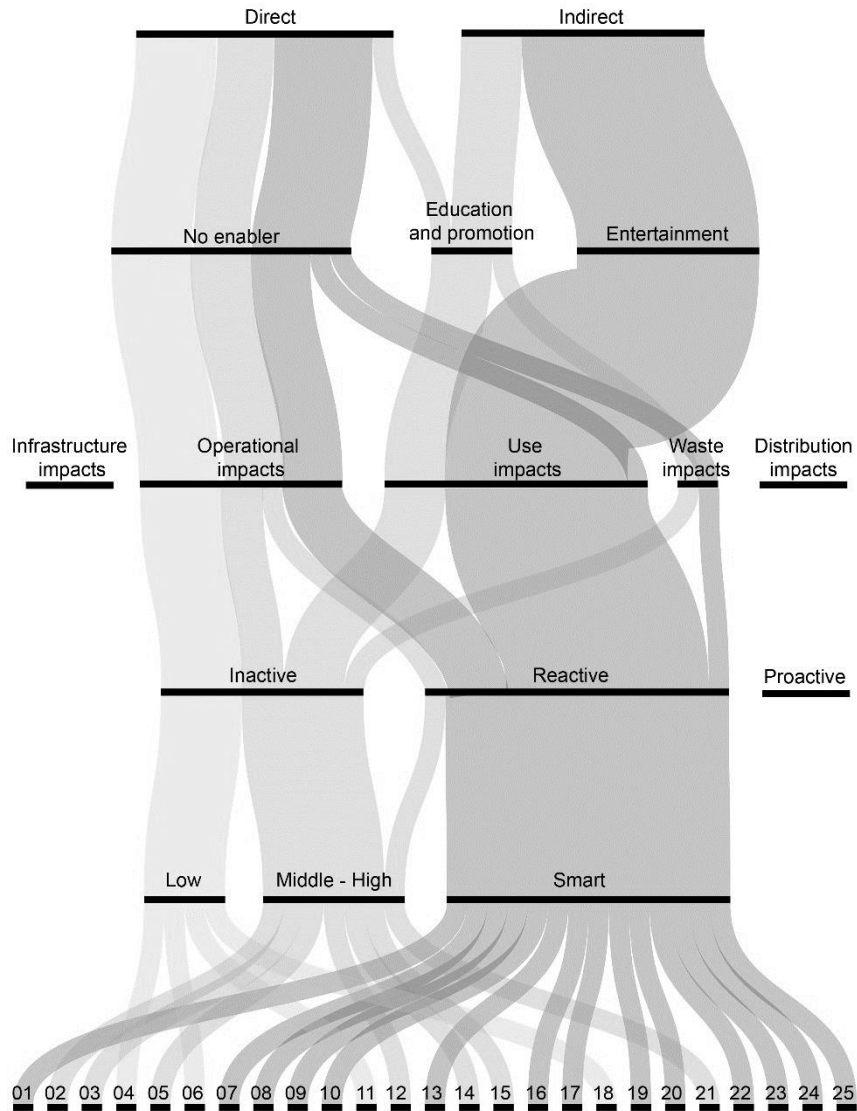 Direct
Indirect
No enabler
Education
and promotion
Entertainment
Infrastructure
impacts
Operational
impacts
Use
impacts
Waste
impacts
Distribution
impacts
Inactive
Reactive
Proactive
Low
Middle - High
Smart
01 02 03 04 05 06 07 08 09 10 11 12 13 14 15 16 17 18 19 20 21 22 23 24 25